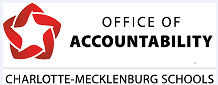 OFFICE OF
ACCOUNTABILITY
CHARLOTTE-MECKLENBURG SCHOOLS